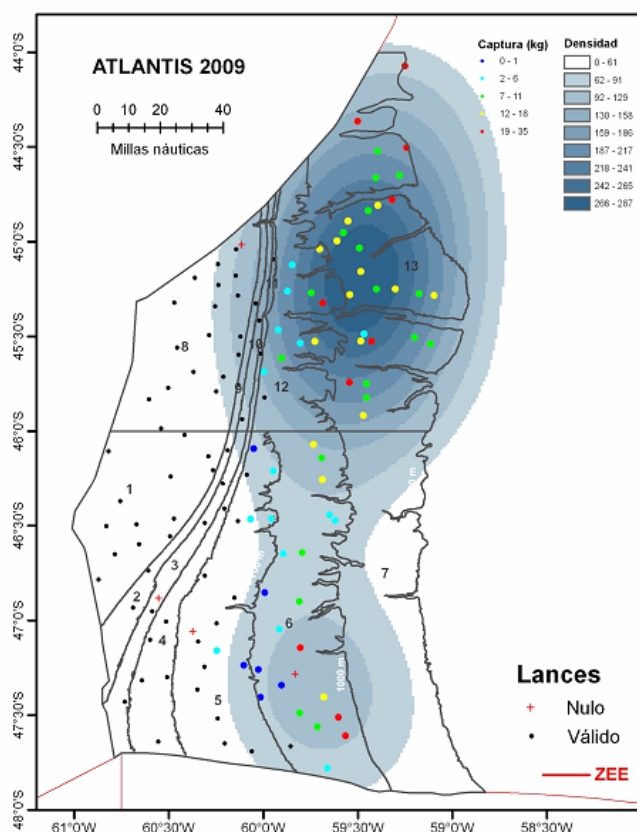 ATLANTIS 2009
0 10 20 40
Millas náuticas
Captura (kg)
0 - 1
2 - 6
7 - 11
12 - 18
19 - 35
Densidad
0 - 61
62 - 91
92 - 129
130 - 158
159 - 186
187 - 217
218 - 241
242 - 265
266 - 287
44°0'S
44°30'S
45°0'S
45°30'S
46°0'S
46°30'S
47°0'S
47°30'S
48°0'S
13
11
8
10
9
12
1
3
2
4
7
6
5
1000 m
Lances
Nulo
Válido
ZEE
61°0'W 60°30'W 60°0'W 59°30'W 59°0'W 58°30'W